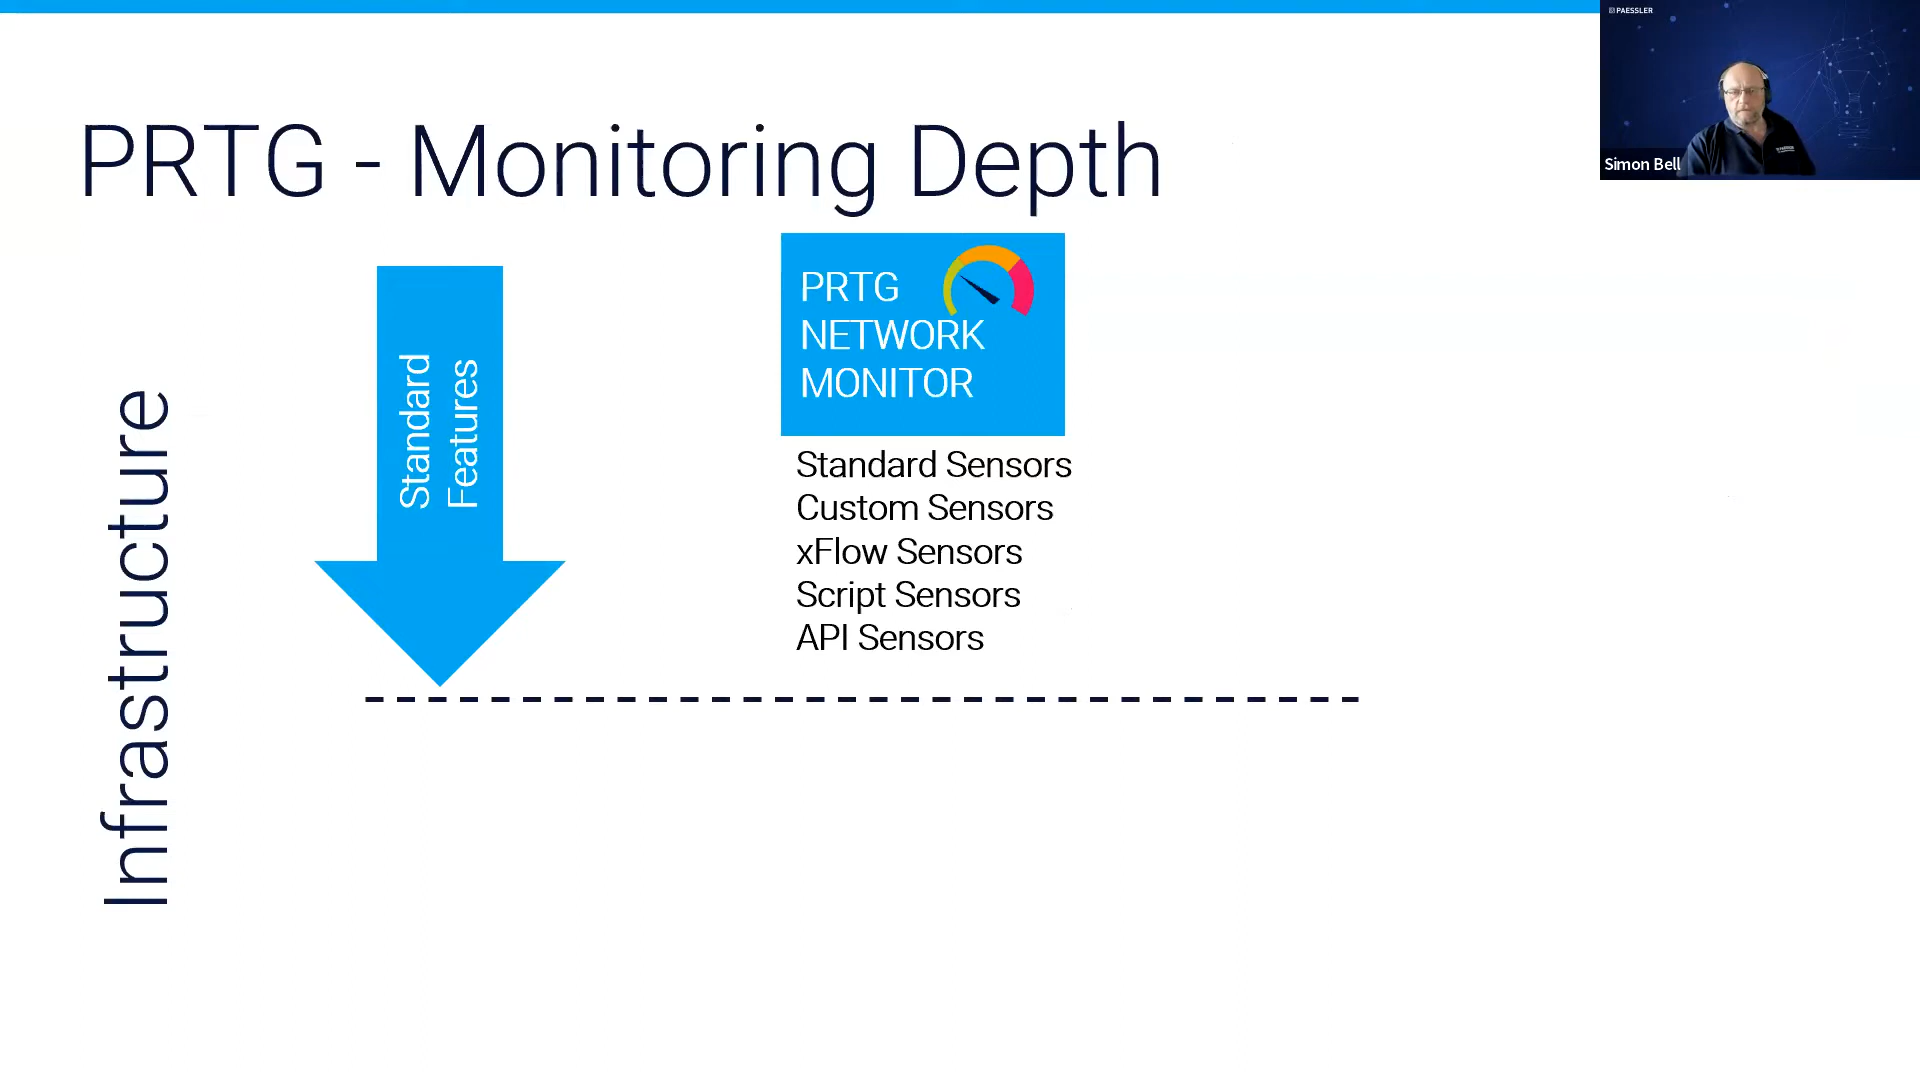 PAESSLER
Simon Bell
PRTG - Monitoring Depth
Infrastructure
Standard
Features
PRTG
NETWORK
MONITOR
Standard Sensors
Custom Sensors
xFlow Sensors
Script Sensors
API Sensors